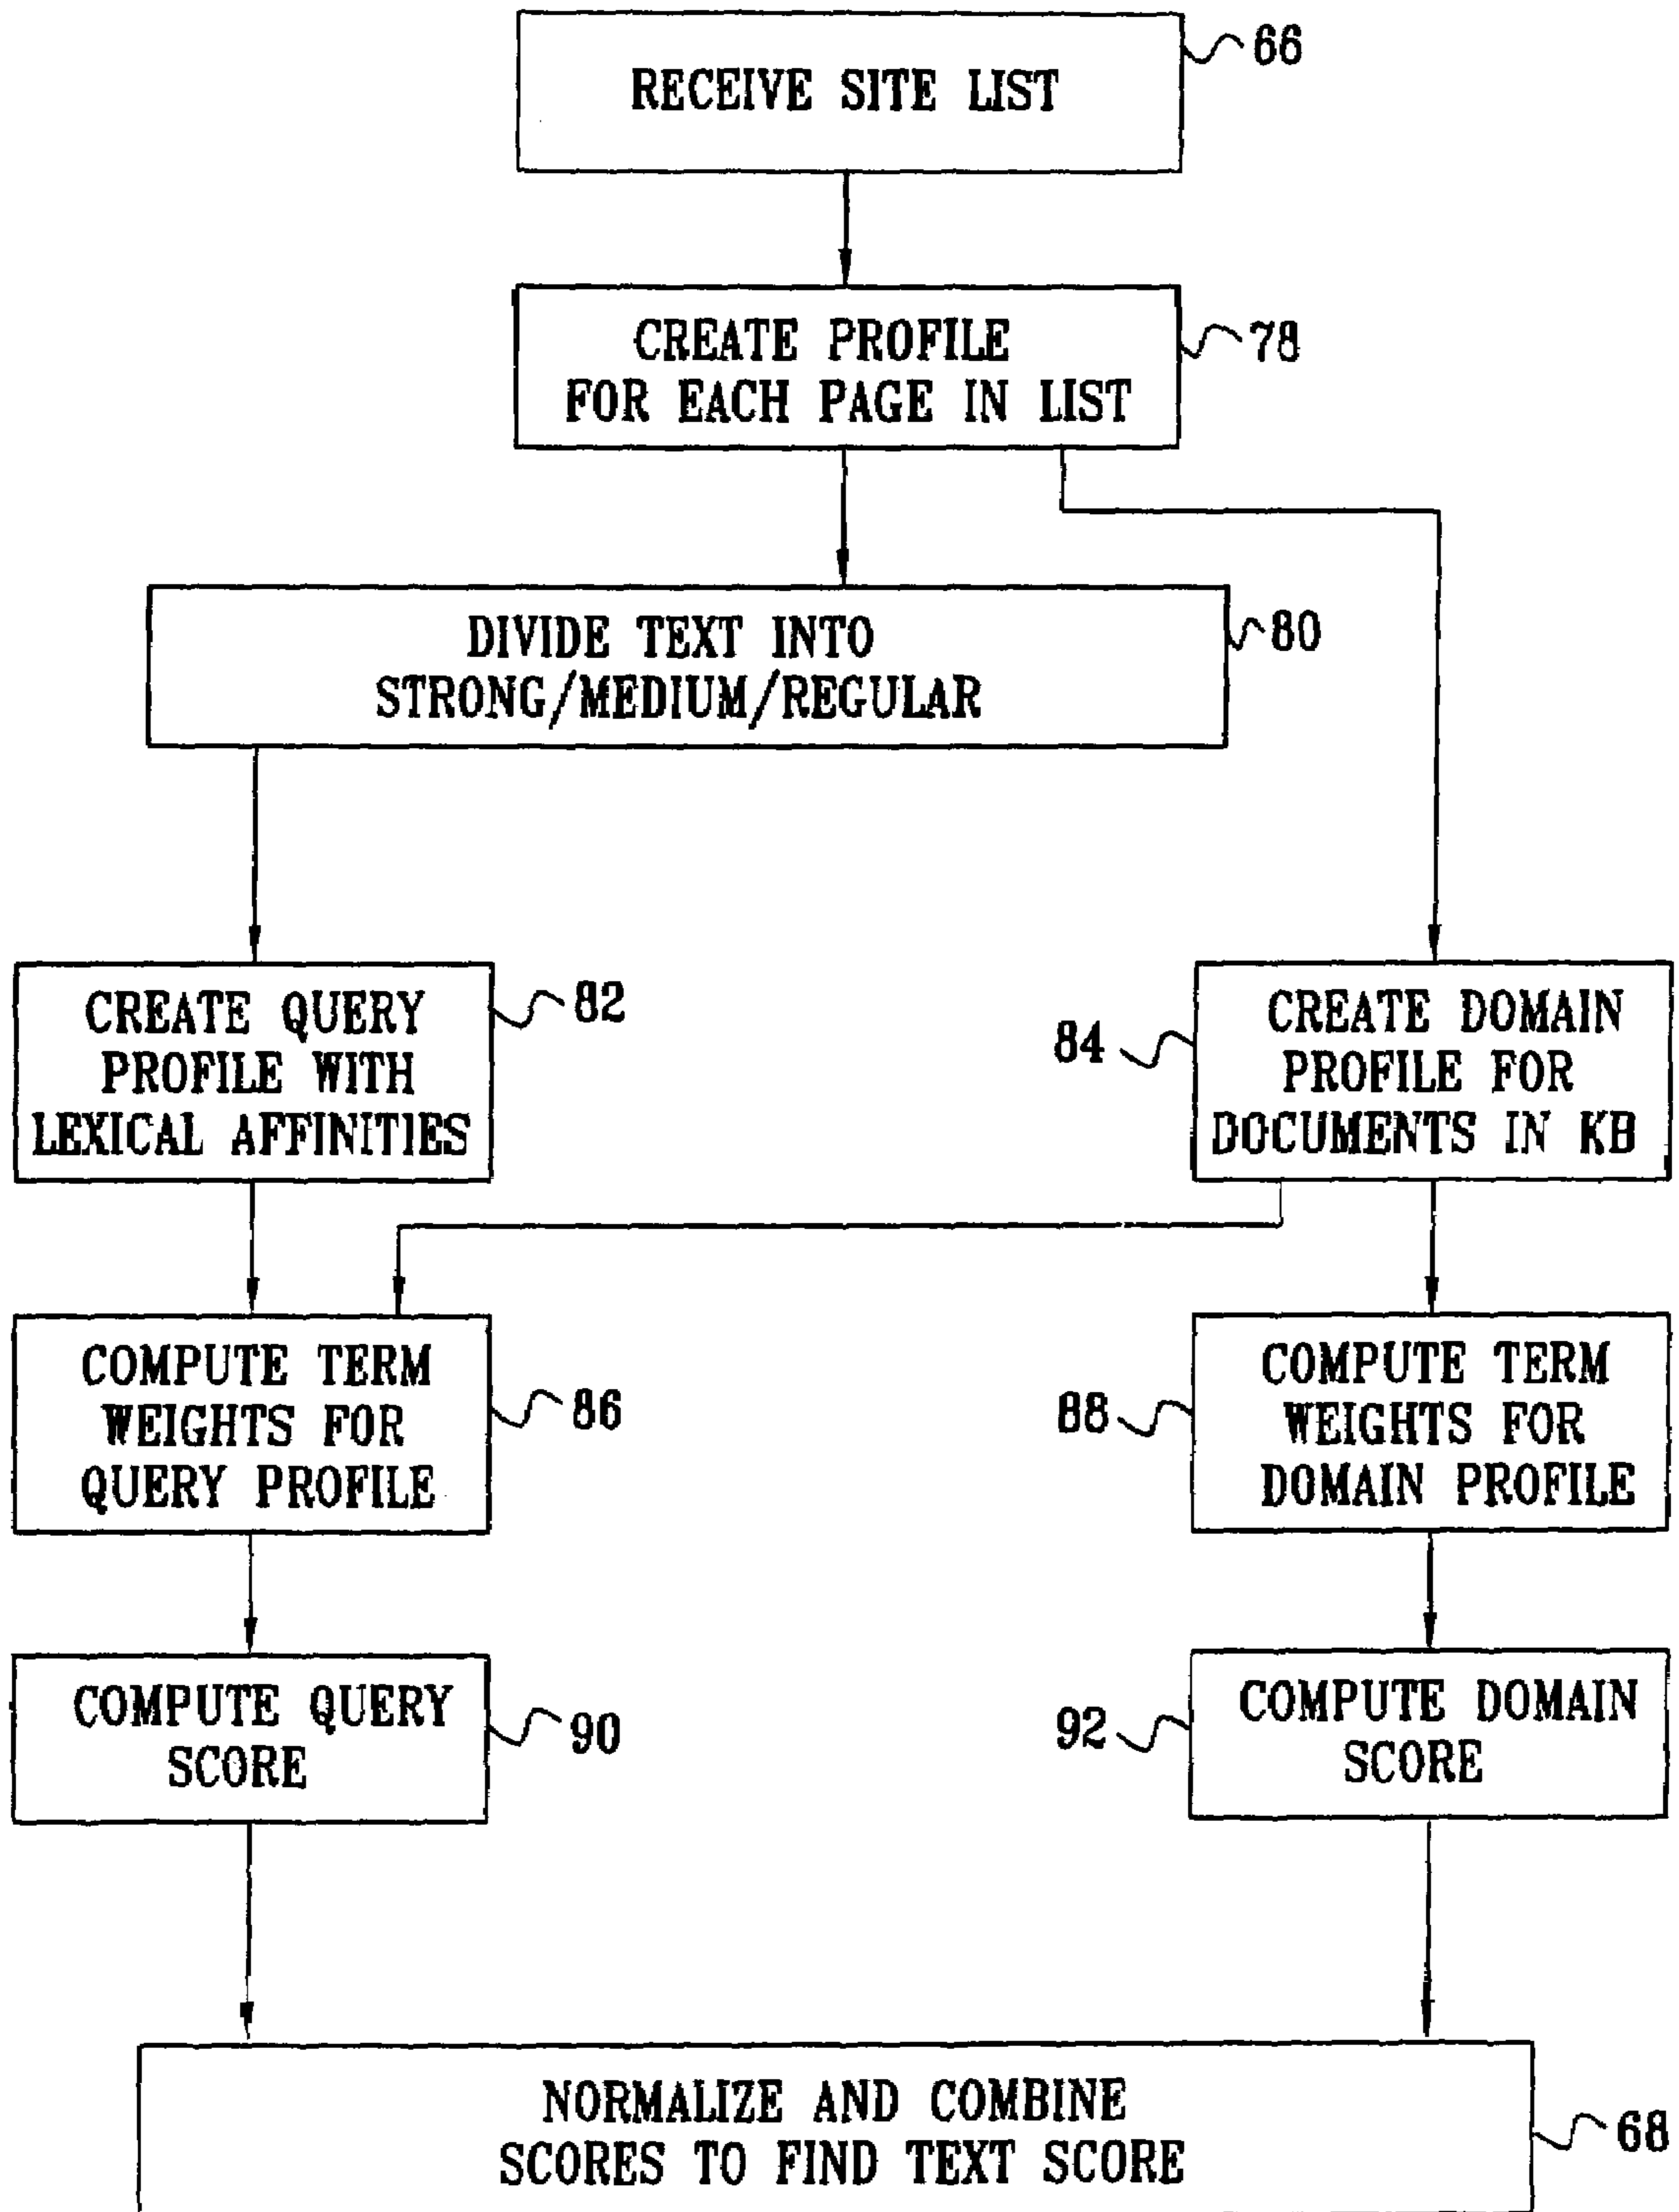 RECEIVE SITE LIST
66
CREATE PROFILE
FOR EACH PAGE IN LIST
78
DIVIDE TEXT INTO
STRONG/MEDIUM/REGULAR
80
CREATE QUERY
PROFILE WITH
LEXICAL AFFINITIES
82
84
CREATE DOMAIN
PROFILE FOR
DOCUMENTS IN KB
COMPUTE TERM
WEIGHTS FOR
QUERY PROFILE
86
88
COMPUTE TERM
WEIGHTS FOR
DOMAIN PROFILE
COMPUTE QUERY
SCORE
90
92
COMPUTE DOMAIN
SCORE
NORMALIZE AND COMBINE
SCORES TO FIND TEXT SCORE
68